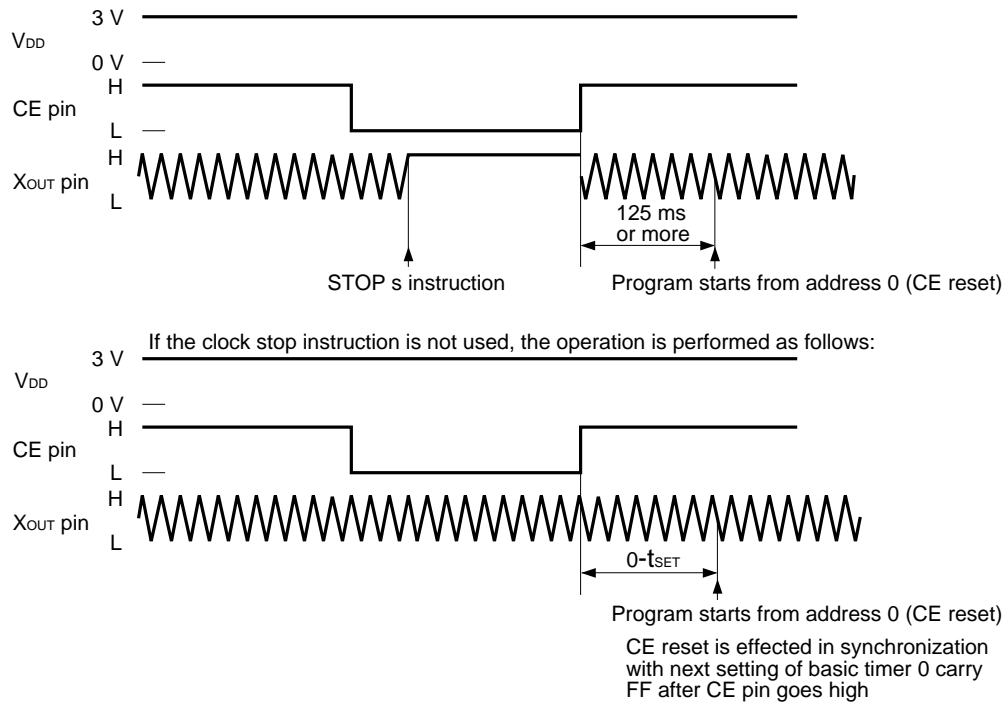 3 V
VDD
0 V
H
CE pin
L
H
XOUT pin
L
125 ms
or more
STOP s instruction
Program starts from address 0 (CE reset)
If the clock stop instruction is not used, the operation is performed as follows:
3 V
VDD
0 V
H
CE pin
L
H
XOUT pin
L
0-tSET
Program starts from address 0 (CE reset)
CE reset is effected in synchronization
with next setting of basic timer 0 carry
FF after CE pin goes high